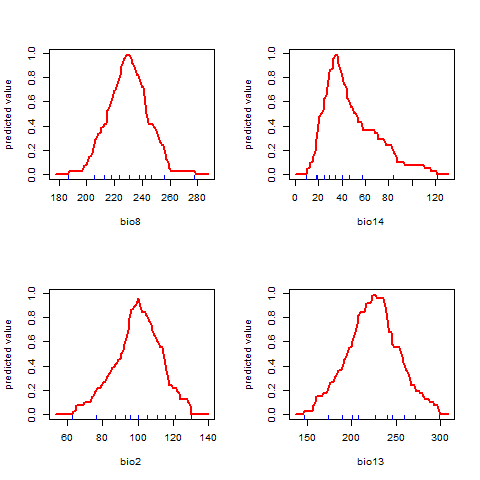 predicted value
0.0 0.2 0.4 0.6 0.8 1.0
180 200 220 240 260 280
bio8
predicted value
0.0 0.2 0.4 0.6 0.8 1.0
0 20 40 60 80 120
bio14
predicted value
0.0 0.2 0.4 0.6 0.8 1.0
60 80 100 120 140
bio2
predicted value
0.0 0.2 0.4 0.6 0.8 1.0
150 200 250 300
bio13